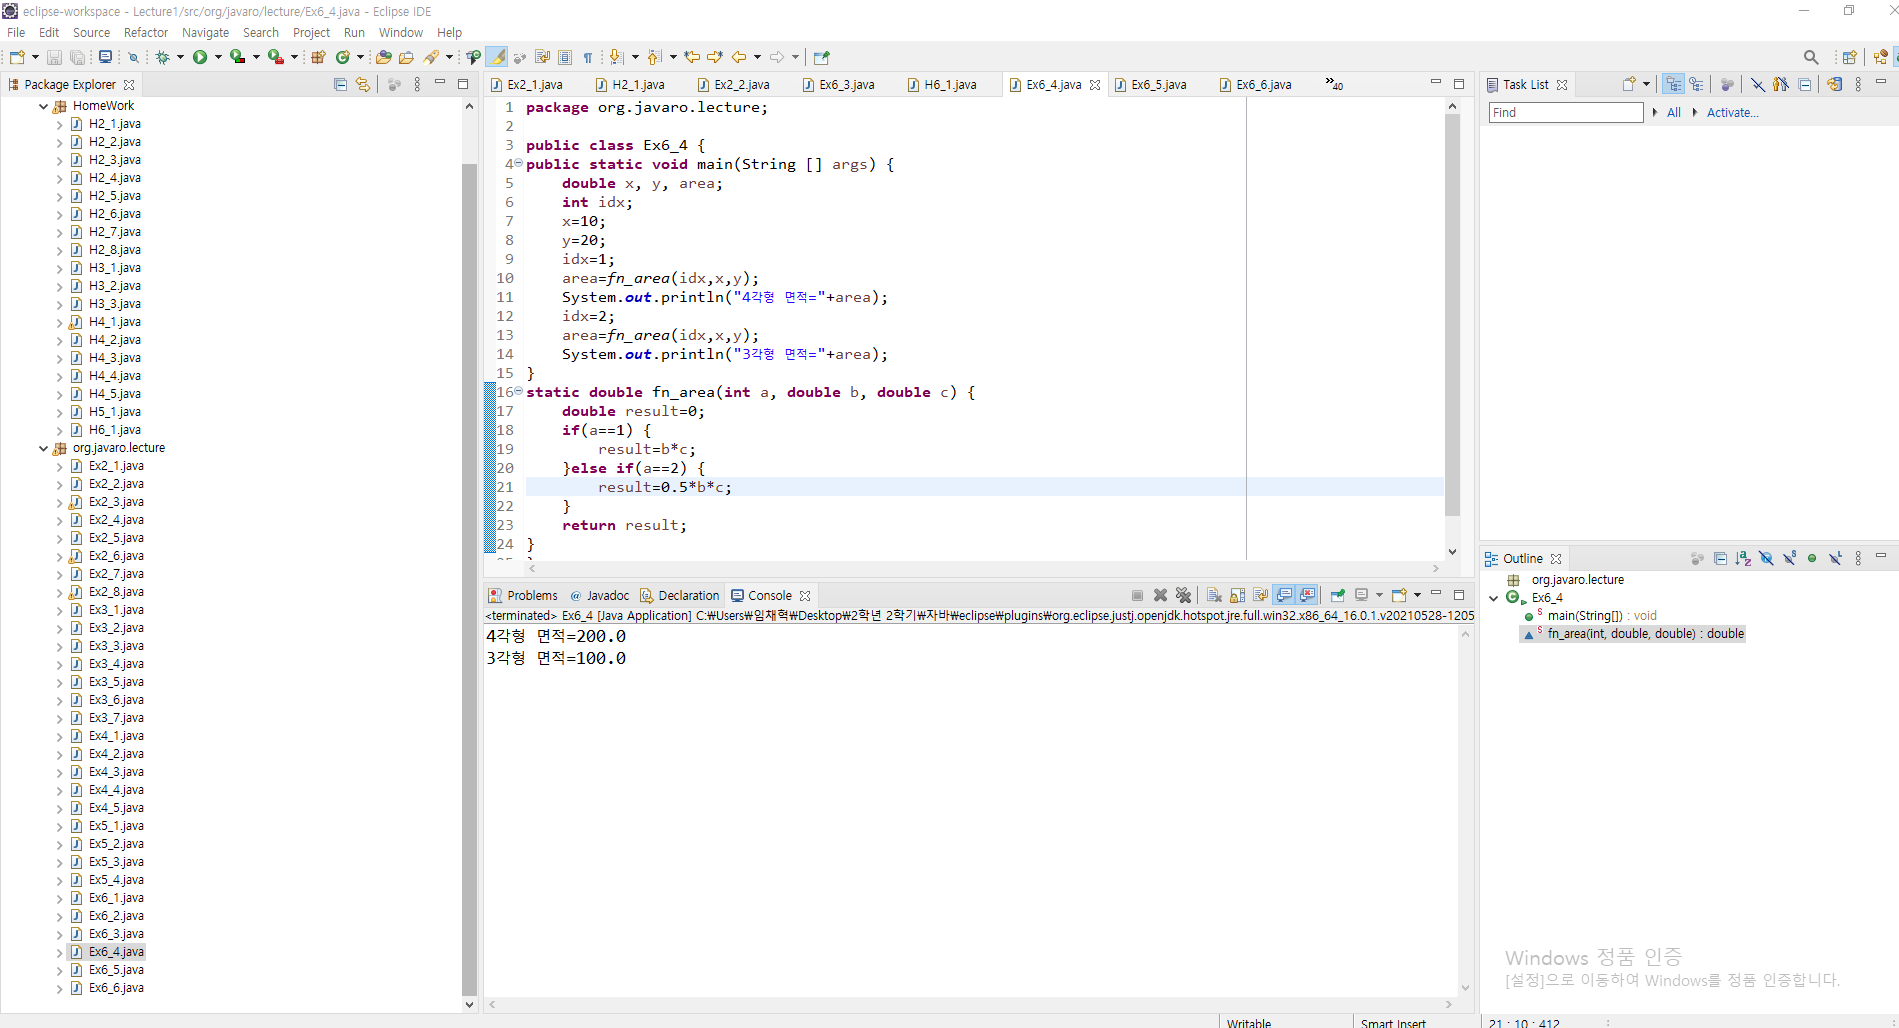 eclipse-workspace - Lecture1/src/org/javaro/lecture/Ex6_4.java - Eclipse IDE
File Edit Source Refactor Navigate Search Project Run Window Help
Package Explorer
HomeWork
H2_1.java
H2_2.java
H2_3.java
H2_4.java
H2_5.java
H2_6.java
H2_7.java
H2_8.java
H3_1.java
H3_2.java
H3_3.java
H4_1.java
H4_2.java
H4_3.java
H4_4.java
H4_5.java
H5_1.java
H6_1.java
org.javaro.lecture
Ex2_1.java
Ex2_2.java
Ex2_3.java
Ex2_4.java
Ex2_5.java
Ex2_6.java
Ex2_7.java
Ex2_8.java
Ex3_1.java
Ex3_2.java
Ex3_3.java
Ex3_4.java
Ex3_5.java
Ex3_6.java
Ex3_7.java
Ex4_1.java
Ex4_2.java
Ex4_3.java
Ex4_4.java
Ex4_5.java
Ex5_1.java
Ex5_2.java
Ex5_3.java
Ex5_4.java
Ex6_1.java
Ex6_2.java
Ex6_3.java
Ex6_4.java
Ex6_5.java
Ex6_6.java
Ex2_1.java H2_1.java Ex2_2.java Ex6_3.java H6_1.java Ex6_4.java Ex6_5.java Ex6_6.java »40
1 package org.javaro.lecture;
2
3 public class Ex6_4 {
4 public static void main(String [] args) {
5 double x, y, area;
6 int idx;
7 x=10;
8 y=20;
9 idx=1;
10 area=fn_area(idx,x,y);
11 System.out.println("4각형 면적="+area);
12 idx=2;
13 area=fn_area(idx,x,y);
14 System.out.println("3각형 면적="+area);
15 }
16 static double fn_area(int a, double b, double c) {
17 double result=0;
18 if(a==1) {
19 result=b*c;
20 }else if(a==2) {
21 result=0.5*b*c;
22 }
23 return result;
24 }
Problems @ Javadoc Declaration Console
<terminated> Ex6_4 [Java Application] C:₩Users₩임재혁₩Desktop₩2학년 2학기₩자바₩eclipse₩plugins₩org.eclipse.justj.openjdk.hotspot.jre.full.win32.x86_64_16.0.1.v20210528-1205
4각형 면적=200.0
3각형 면적=100.0
Task List
Find All Activate...
Outline
org.javaro.lecture
Ex6_4
main(String[]) : void
fn_area(int, double, double) : double
Windows 정품 인증
[설정]으로 이동하여 Windows를 정품 인증합니다.
Writable Smart Insert 21 : 10 : 412